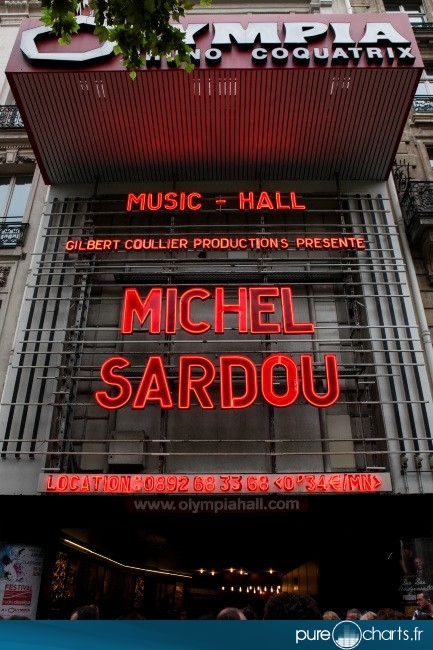 OLYMPIA
BRUNO COQUATRIX
MUSIC - HALL
GILBERT COULLIER PRODUCTIONS PRESENTE
MICHEL
SARDOU
LOCATION:0892 68 33 68 <0"34€/MN>
www.olympiahall.com
FESTIVAL
purecharts.fr